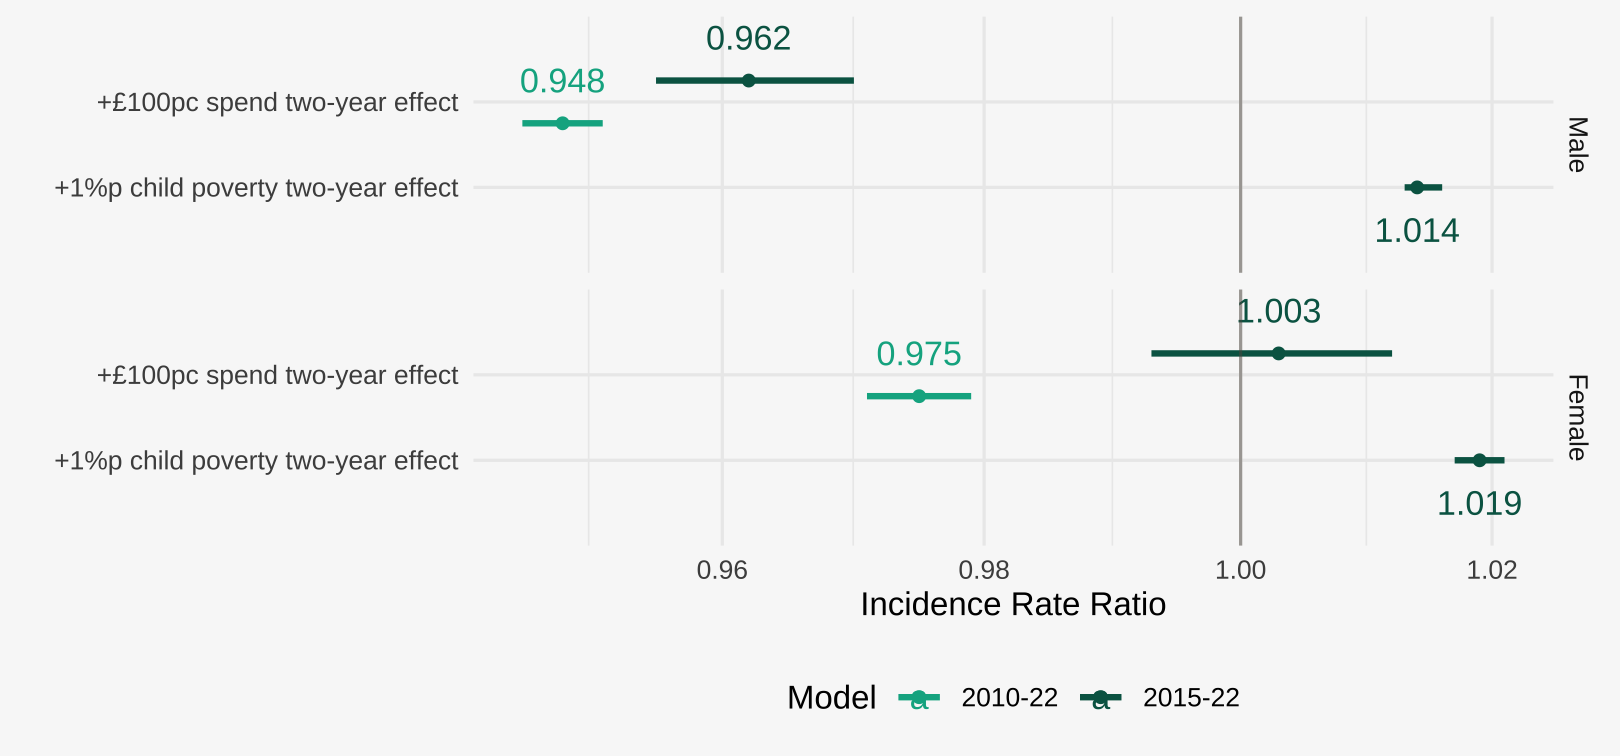 0.962
0.948
+£100pc spend two-year effect
+1%p child poverty two-year effect
1.014
Male
1.003
0.975
+£100pc spend two-year effect
+1%p child poverty two-year effect
1.019
Female
0.96 0.98 1.00 1.02
Incidence Rate Ratio
Model a 2010-22 a 2015-22